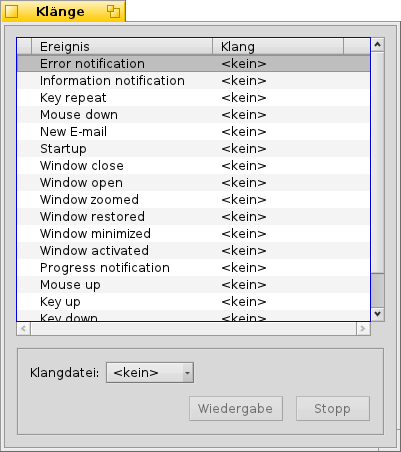 Klänge
Ereignis Klang
Error notification <kein>
Information notification <kein>
Key repeat <kein>
Mouse down <kein>
New E-mail <kein>
Startup <kein>
Window close <kein>
Window open <kein>
Window zoomed <kein>
Window restored <kein>
Window minimized <kein>
Window activated <kein>
Progress notification <kein>
Mouse up <kein>
Key up <kein>
Key down <kein>
Klangdatei: <kein>
Wiedergabe Stopp